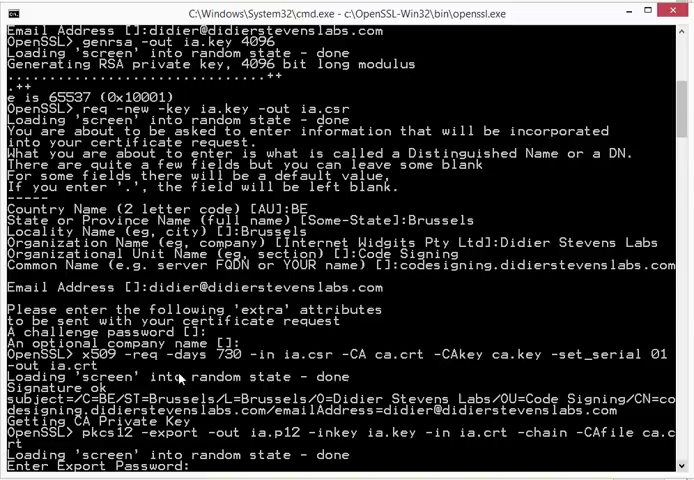 C:\Windows\System32\cmd.exe - c:\OpenSSL-Win32\bin\openssl.exe
Email Address []:didier@didierstevenslabs.com
OpenSSL> genrsa -out ia.key 4096
Loading 'screen' into random state - done
Generating RSA private key, 4096 bit long modulus
................................++
.++
e is 65537 (0x10001)
OpenSSL> req -new -key ia.key -out ia.csr
Loading 'screen' into random state - done
You are about to be asked to enter information that will be incorporated
into your certificate request.
What you are about to enter is what is called a Distinguished Name or a DN.
There are quite a few fields but you can leave some blank
For some fields there will be a default value,
If you enter '.', the field will be left blank.
-----
Country Name (2 letter code) [AU]:BE
State or Province Name (full name) [Some-State]:Brussels
Locality Name (eg, city) []:Brussels
Organization Name (eg, company) [Internet Widgits Pty Ltd]:Didier Stevens Labs
Organizational Unit Name (eg, section) []:Code Signing
Common Name (e.g. server FQDN or YOUR name) []:codesigning.didierstevenslabs.com
Email Address []:didier@didierstevenslabs.com
Please enter the following 'extra' attributes
to be sent with your certificate request
A challenge password []:
An optional company name []:
OpenSSL> x509 -req -days 730 -in ia.csr -CA ca.crt -CAkey ca.key -set_serial 01
-out ia.crt
Loading 'screen' into random state - done
Signature ok
subject=/C=BE/ST=Brussels/L=Brussels/O=Didier Stevens Labs/OU=Code Signing/CN=co
designing.didierstevenslabs.com/emailAddress=didier@didierstevenslabs.com
Getting CA Private Key
OpenSSL> pkcs12 -export -out ia.p12 -inkey ia.key -in ia.crt -chain -CAfile ca.c
rt
Loading 'screen' into random state - done
Enter Export Password: